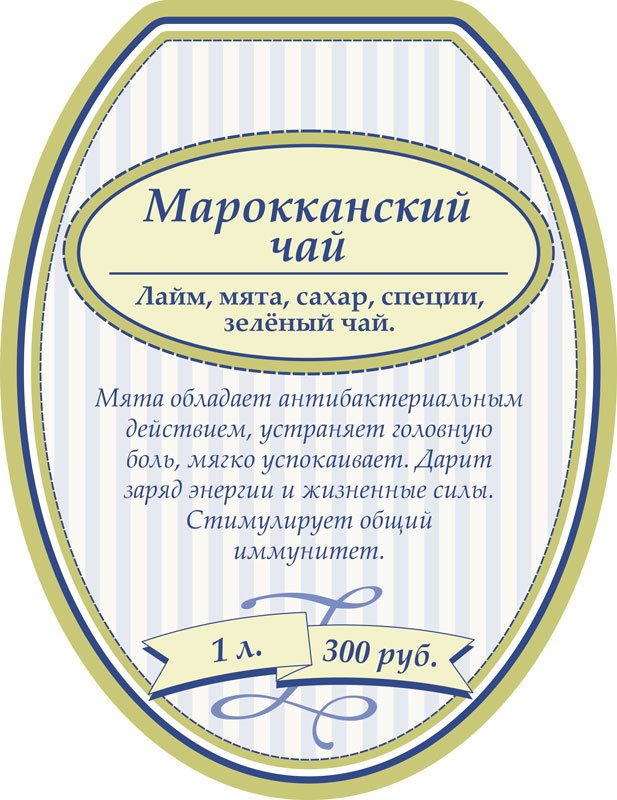 Марокканский
чай
Лайм, мята, сахар, специи,
зелёный чай.
Мята обладает антибактериальным
действием, устраняет головную
боль, мягко успокаивает. Дарит
заряд энергии и жизненные силы.
Стимулирует общий
иммунитет.
1 л. 300 руб.